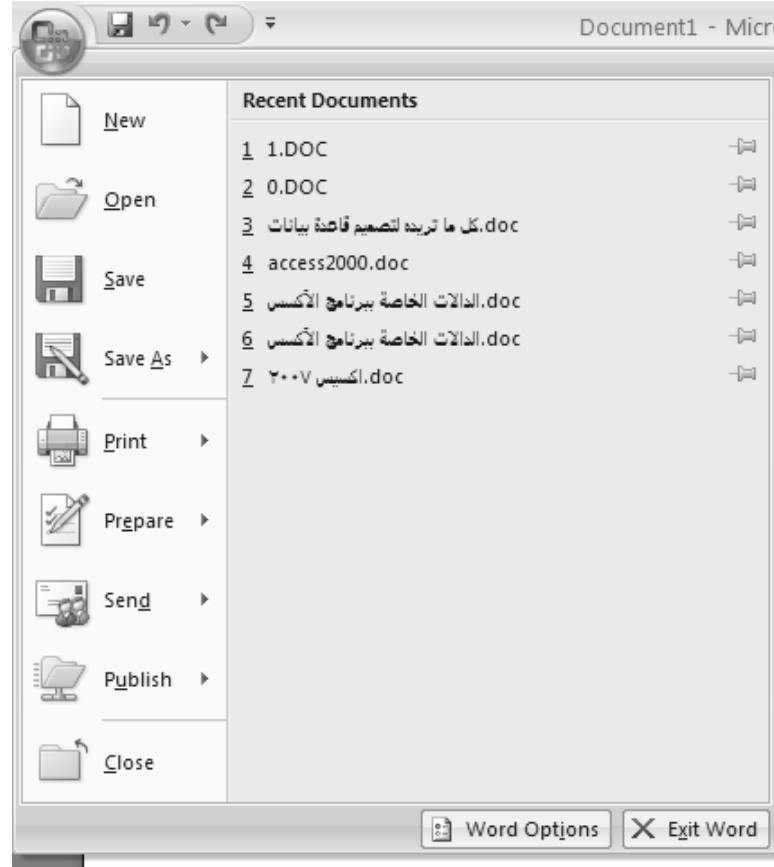 Document1 - Micr
New
Open
Save
Save As
Print
Prepare
Send
Publish
Close
Recent Documents
1 1.DOC
2 0.DOC
3 كل ما تريده لتصميم قاعدة بيانات.doc
4 access2000.doc
5 الدالات الخاصة ببرنامج الأكسس.doc
6 الدالات الخاصة ببرنامج الأكسس.doc
7 اكسيس ٢٠٠٧.doc
Word Options
Exit Word